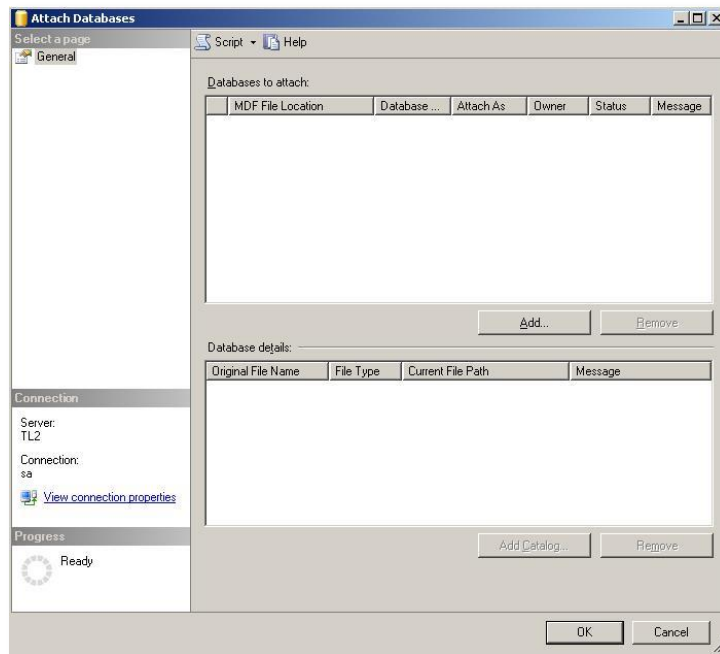 Attach Databases
Select a page
General
Script Help
Databases to attach:
MDF File Location Database ... Attach As Owner Status Message
Add... Remove
Database details:
Original File Name File Type Current File Path Message
Add Catalog... Remove
Connection
Server:
TL2
Connection:
sa
View connection properties
Progress
Ready
OK Cancel